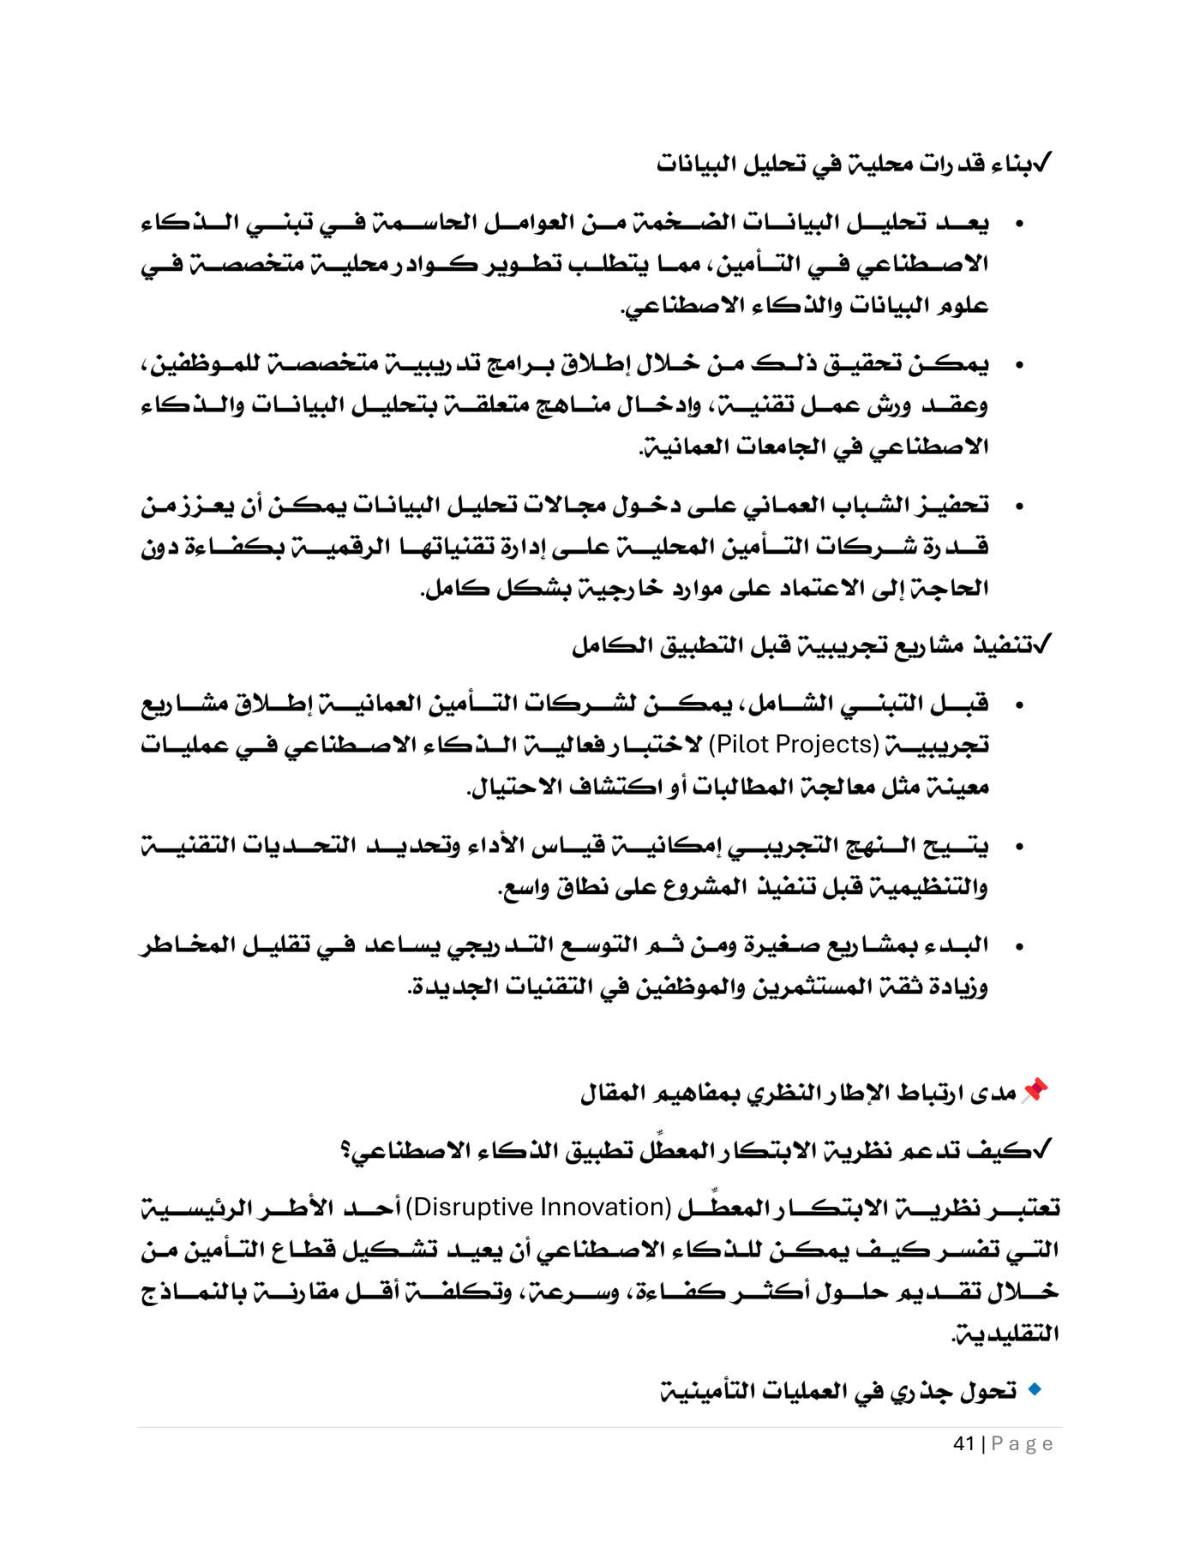 ✓بناء قدرات محلية في تحليل البيانات
• يعد تحليل البيانات الضخمة من العوامل الحاسمة في تبني الذكاء
الاصطناعي في التأمين، مما يتطلب تطوير كوادر محلية متخصصة في
علوم البيانات والذكاء الاصطناعي.
• يمكن تحقيق ذلك من خلال إطلاق برامج تدريبية متخصصة للموظفين،
وعقد ورش عمل تقنية، وإدخال مناهج متعلقة بتحليل البيانات والذكاء
الاصطناعي في الجامعات العمانية.
• تحفيز الشباب العماني على دخول مجالات تحليل البيانات يمكن أن يعزز من
قدرة شركات التأمين المحلية على إدارة تقنياتها الرقمية بكفاءة دون
الحاجة إلى الاعتماد على موارد خارجية بشكل كامل.
✓تنفيذ مشاريع تجريبية قبل التطبيق الكامل
• قبل التبني الشامل، يمكن لشركات التأمين العمانية إطلاق مشاريع
تجريبية (Pilot Projects) لاختبار فعالية الذكاء الاصطناعي في عمليات
معينة مثل معالجة المطالبات أو اكتشاف الاحتيال.
• يتيح النهج التجريبي إمكانية قياس الأداء وتحديد التحديات التقنية
والتنظيمية قبل تنفيذ المشروع على نطاق واسع.
• البدء بمشاريع صغيرة ومن ثم التوسع التدريجي يساعد في تقليل المخاطر
وزيادة ثقة المستثمرين والموظفين في التقنيات الجديدة.
📌 مدى ارتباط الإطار النظري بمفاهيم المقال
✓كيف تدعم نظرية الابتكار المعطِّل تطبيق الذكاء الاصطناعي؟
تعتبر نظرية الابتكار المعطِّل (Disruptive Innovation) أحد الأطر الرئيسية
التي تفسر كيف يمكن للذكاء الاصطناعي أن يعيد تشكيل قطاع التأمين من
خلال تقديم حلول أكثر كفاءة، وسرعة، وتكلفة أقل مقارنة بالنماذج
التقليدية.
🔹 تحول جذري في العمليات التأمينية
41 | Page